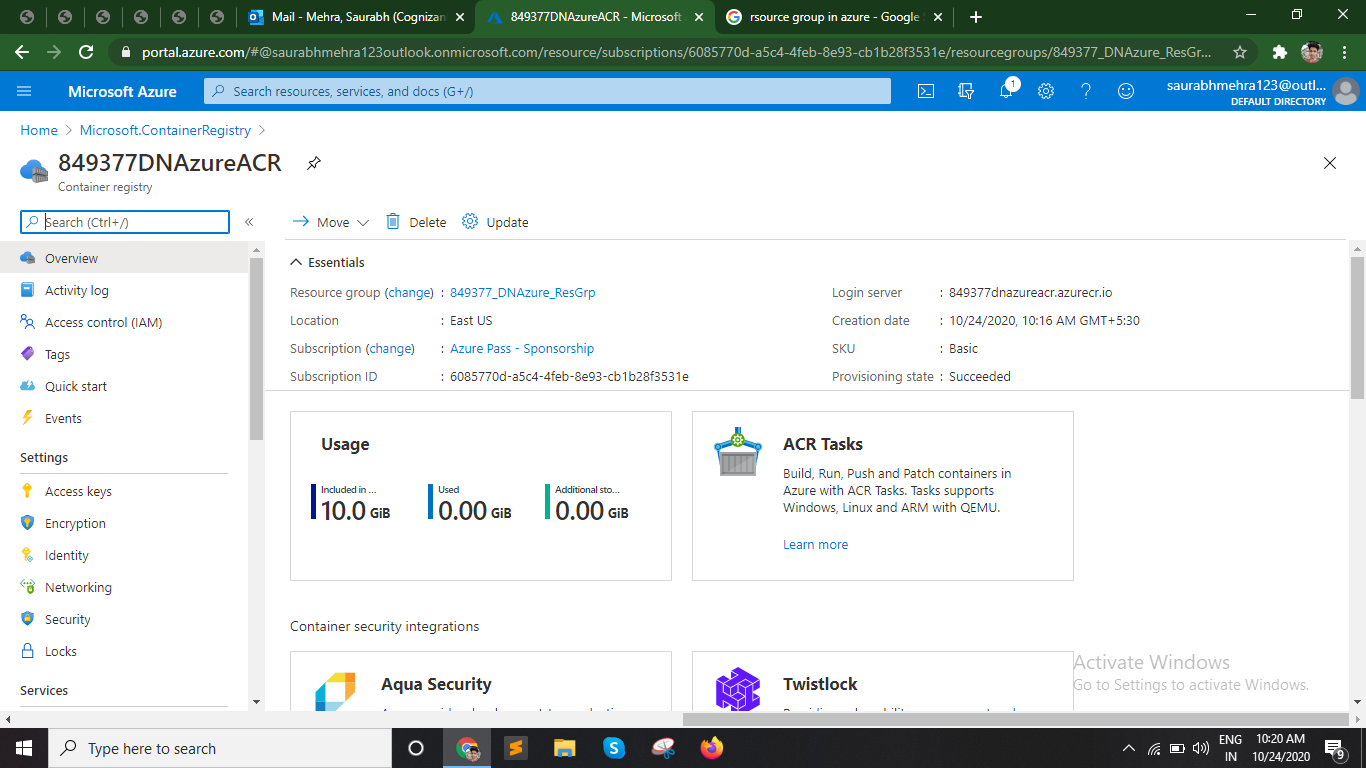 Mail - Mehra, Saurabh (Cognizan
849377DNAzureACR - Microsoft
rsource group in azure - Google
portal.azure.com/#@saurabhmehra123outlook.onmicrosoft.com/resource/subscriptions/6085770d-a5c4-4feb-8e93-cb1b28f3531e/resourcegroups/849377_DNAzure_ResGr...
Microsoft Azure
Search resources, services, and docs (G+/)
1
saurabhmehra123@outl...
DEFAULT DIRECTORY
Home > Microsoft.ContainerRegistry >
849377DNAzureACR
Container registry
Search (Ctrl+/)
Move
Delete
Update
Overview
Activity log
Access control (IAM)
Tags
Quick start
Events
Settings
Access keys
Encryption
Identity
Networking
Security
Locks
Services
Essentials
Resource group (change) : 849377_DNAzure_ResGrp
Location : East US
Subscription (change) : Azure Pass - Sponsorship
Subscription ID : 6085770d-a5c4-4feb-8e93-cb1b28f3531e
Login server : 849377dnazureacr.azurecr.io
Creation date : 10/24/2020, 10:16 AM GMT+5:30
SKU : Basic
Provisioning state : Succeeded
Usage
Included in ...
10.0 GiB
Used
0.00 GiB
Additional sto...
0.00 GiB
ACR Tasks
Build, Run, Push and Patch containers in
Azure with ACR Tasks. Tasks supports
Windows, Linux and ARM with QEMU.
Learn more
Container security integrations
Aqua Security
Twistlock
Activate Windows
Go to Settings to activate Windows.
Type here to search
ENG
IN
10:20 AM
10/24/2020
9